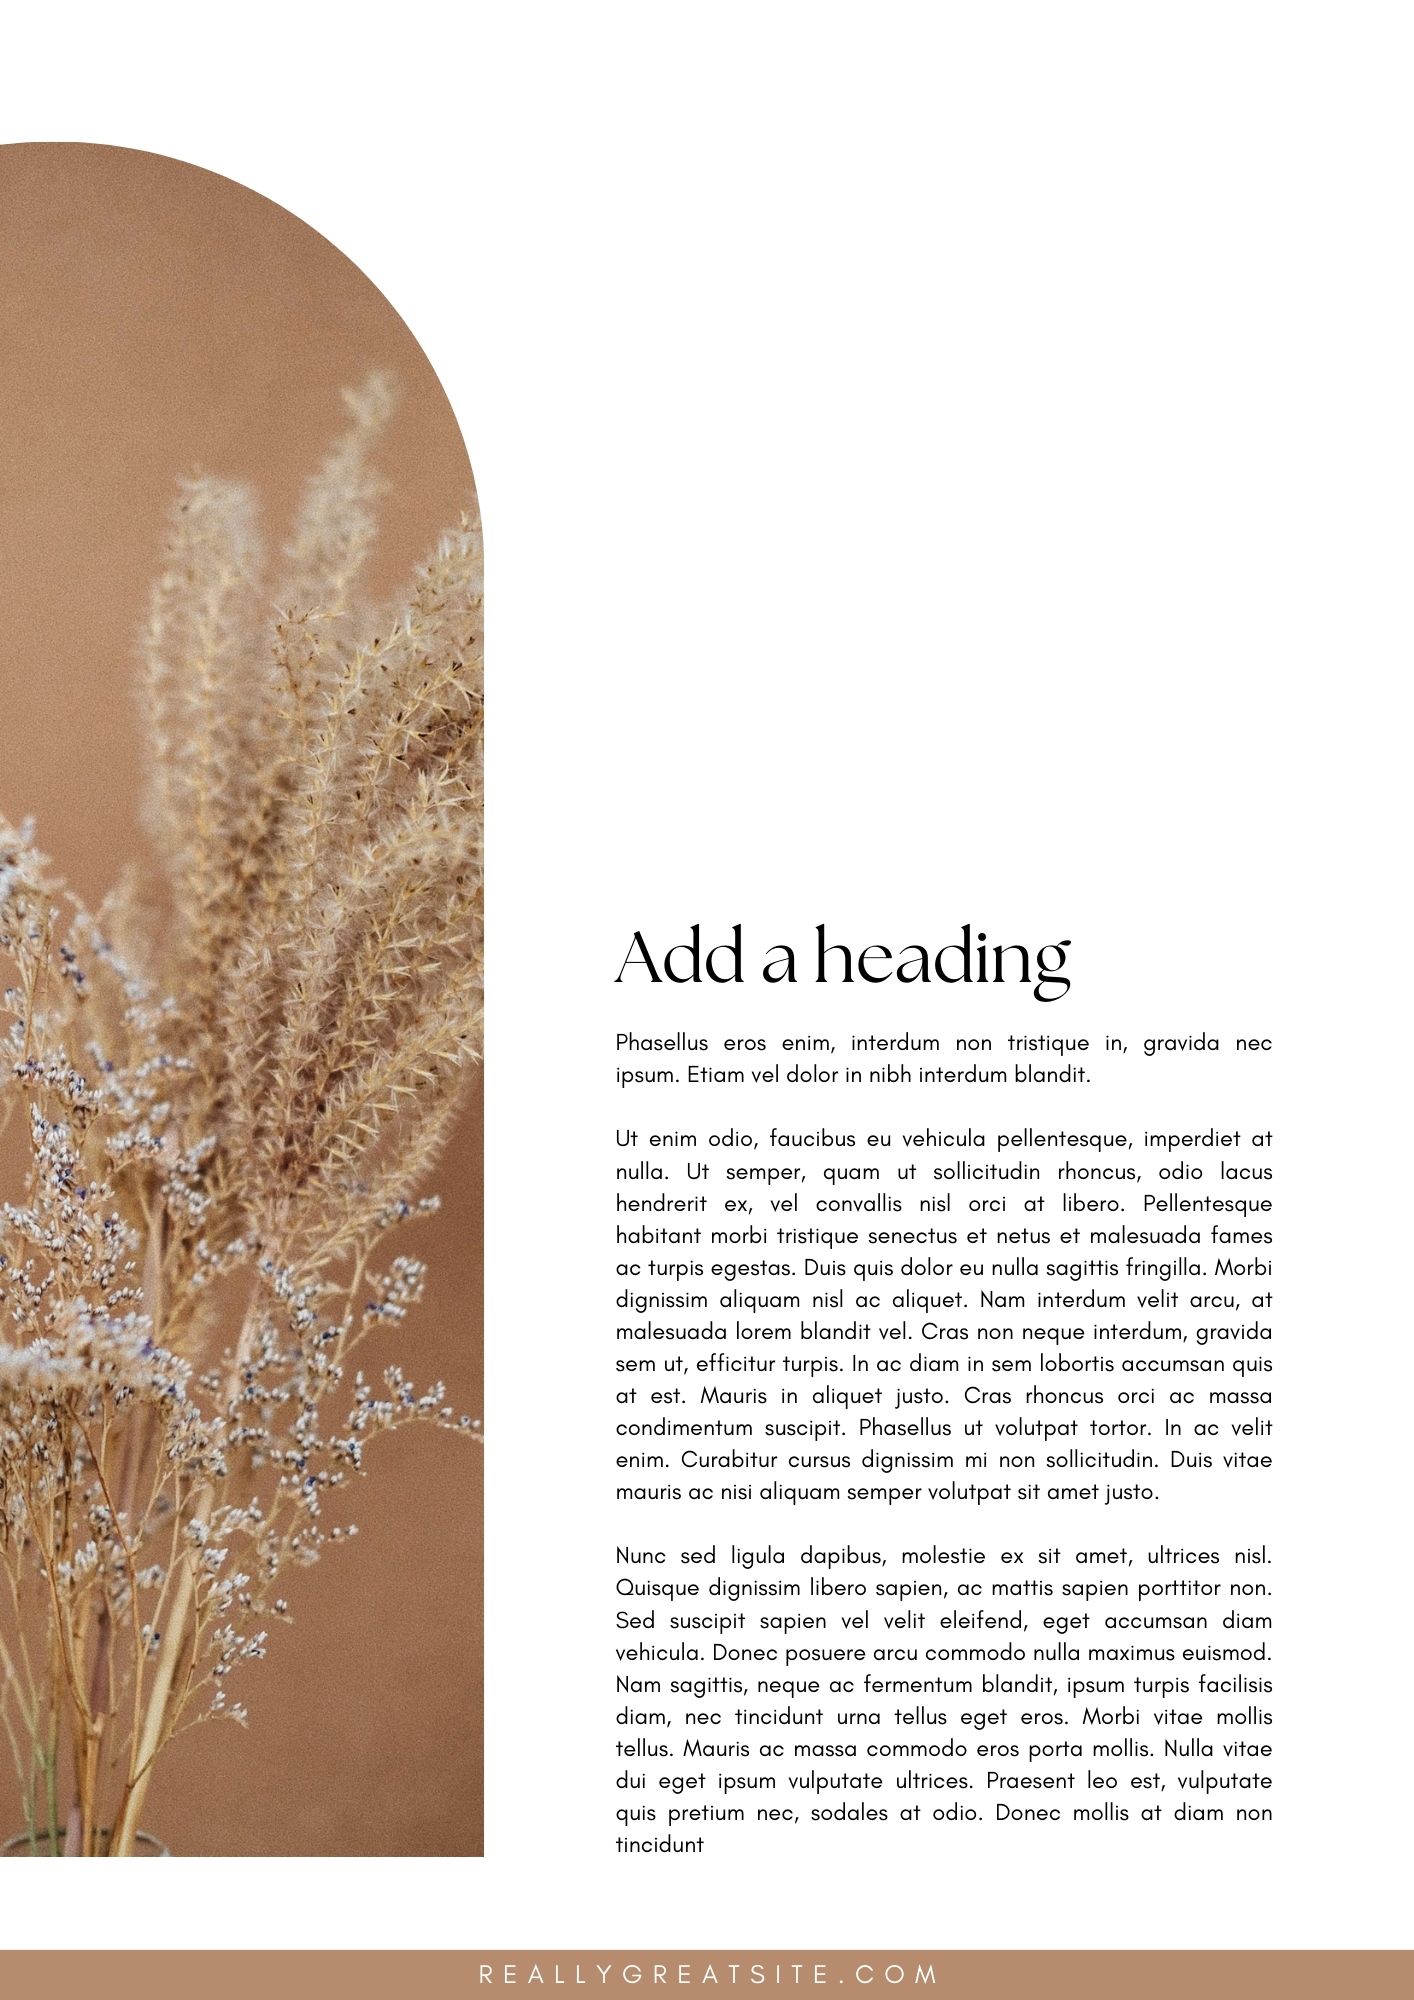 Add a heading
Phasellus eros enim, interdum non tristique in, gravida nec
ipsum. Etiam vel dolor in nibh interdum blandit.
Ut enim odio, faucibus eu vehicula pellentesque, imperdiet at
nulla. Ut semper, quam ut sollicitudin rhoncus, odio lacus
hendrerit ex, vel convallis nisl orci at libero. Pellentesque
habitant morbi tristique senectus et netus et malesuada fames
ac turpis egestas. Duis quis dolor eu nulla sagittis fringilla. Morbi
dignissim aliquam nisl ac aliquet. Nam interdum velit arcu, at
malesuada lorem blandit vel. Cras non neque interdum, gravida
sem ut, efficitur turpis. In ac diam in sem lobortis accumsan quis
at est. Mauris in aliquet justo. Cras rhoncus orci ac massa
condimentum suscipit. Phasellus ut volutpat tortor. In ac velit
enim. Curabitur cursus dignissim mi non sollicitudin. Duis vitae
mauris ac nisi aliquam semper volutpat sit amet justo.
Nunc sed ligula dapibus, molestie ex sit amet, ultrices nisl.
Quisque dignissim libero sapien, ac mattis sapien porttitor non.
Sed suscipit sapien vel velit eleifend, eget accumsan diam
vehicula. Donec posuere arcu commodo nulla maximus euismod.
Nam sagittis, neque ac fermentum blandit, ipsum turpis facilisis
diam, nec tincidunt urna tellus eget eros. Morbi vitae mollis
tellus. Mauris ac massa commodo eros porta mollis. Nulla vitae
dui eget ipsum vulputate ultrices. Praesent leo est, vulputate
quis pretium nec, sodales at odio. Donec mollis at diam non
tincidunt
REALLYGREATSITE.COM